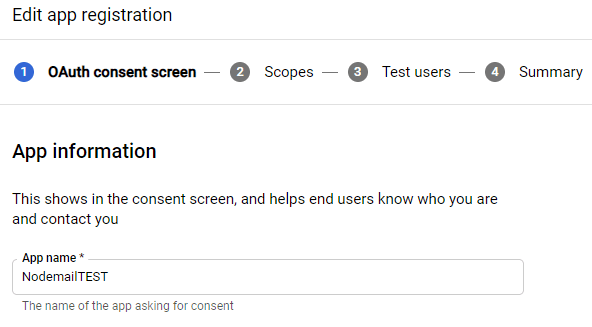 Edit app registration
1 OAuth consent screen — 2 Scopes — 3 Test users — 4 Summary
App information
This shows in the consent screen, and helps end users know who you are
and contact you
App name *
NodemailTEST
The name of the app asking for consent